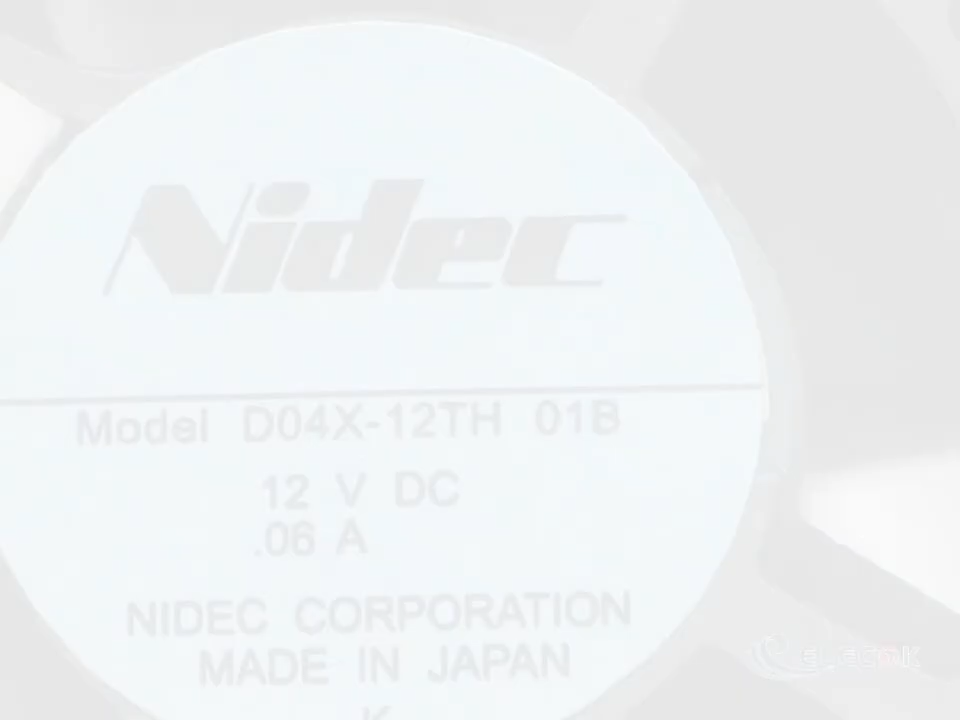 Nidec
Model D04X-12TH 01B
12 V DC
.06 A
NIDEC CORPORATION
MADE IN JAPAN
K